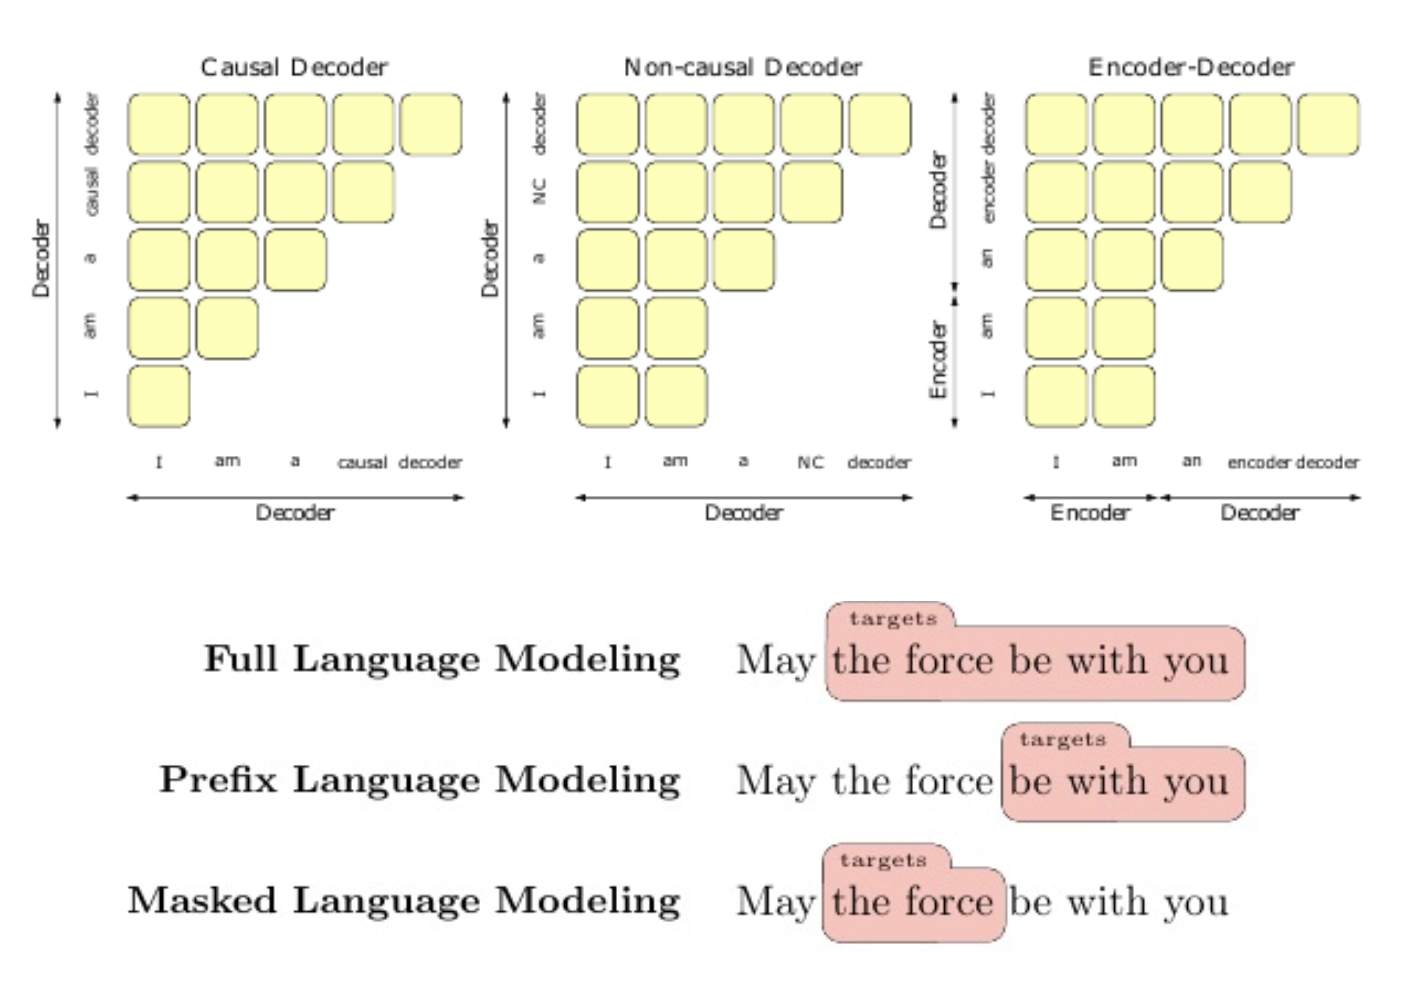 Causal Decoder
Decoder
decoder
causal
a
am
I
I am a causal decoder
Decoder
Non-causal Decoder
Decoder
decoder
NC
a
am
I
I am a NC decoder
Decoder
Encoder-Decoder
Decoder
Encoder
decoder
encoder
an
am
I
I am an encoder decoder
Encoder Decoder
targets
Full Language Modeling May the force be with you
targets
Prefix Language Modeling May the force be with you
targets
Masked Language Modeling May the force be with you